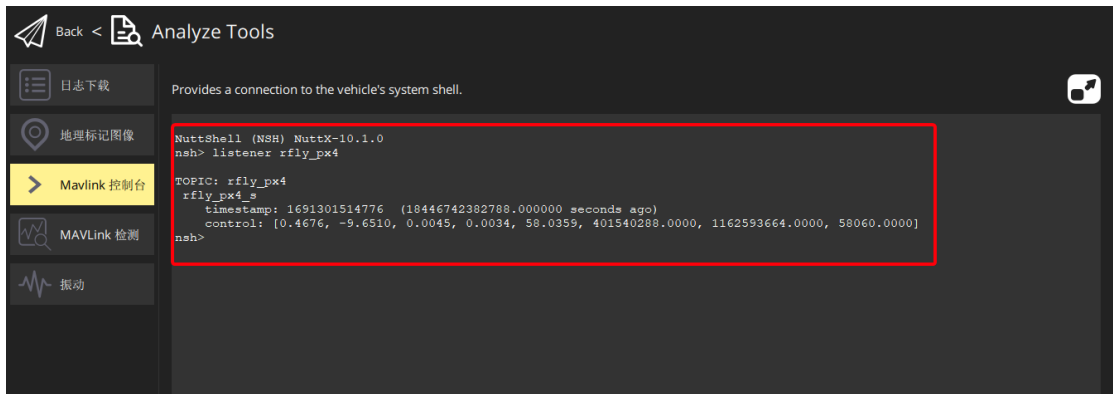 Back < Analyze Tools
日志下载
Provides a connection to the vehicle's system shell.
地理标记图像
Mavlink 控制台
MAVLink 检测
振动
NuttShell (NSH) NuttX-10.1.0
nsh> listener rfly_px4
TOPIC: rfly_px4
rfly_px4_s
timestamp: 1691301514776 (18446742382788.000000 seconds ago)
control: [0.4676, -9.6510, 0.0045, 0.0034, 58.0359, 401540288.0000, 1162593664.0000, 58060.0000]
nsh>